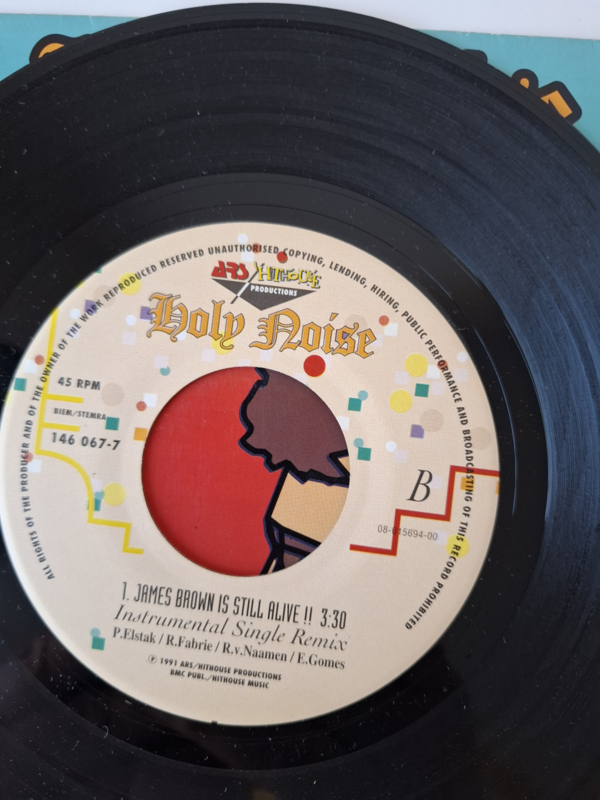 ALL RIGHTS OF THE PRODUCER AND OF THE OWNER OF THE WORK REPRODUCED RESERVED UNAUTHORISED COPYING, LENDING, HIRING, PUBLIC PERFORMANCE AND BROADCASTING OF THIS RECORD PROHIBITED
ARS/HITHOUSE
PRODUCTIONS
Holy Noise
45 RPM
BIEM/STEMRA
146 067-7
B
08-015694-00
1. JAMES BROWN IS STILL ALIVE !! 3:30
Instrumental Single Remix
P.Elstak / R.Fabrie / R.v.Naamen / E.Gomes
℗ 1991 ARS/HITHOUSE PRODUCTIONS
BMC PUBL./HITHOUSE MUSIC